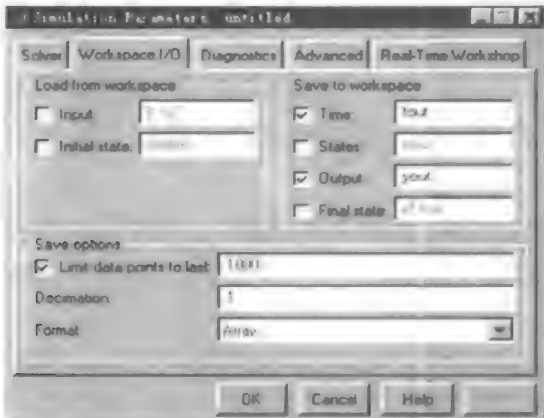 Simulation Parameters: untitled
Solver Workspace I/O Diagnostics Advanced Real-Time Workshop
Load from workspace
Input:
Initial state:
Save to workspace
Time: tout
States:
Output: yout
Final state:
Save options
Limit data points to last: 1000
Decimation: 1
Format: Array
OK Cancel Help